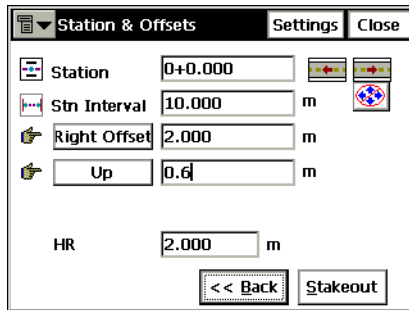 Station & Offsets Settings Close
Station 0+0.000
Stn Interval 10.000 m
Right Offset 2.000 m
Up 0.6 m
HR 2.000 m
<< Back Stakeout